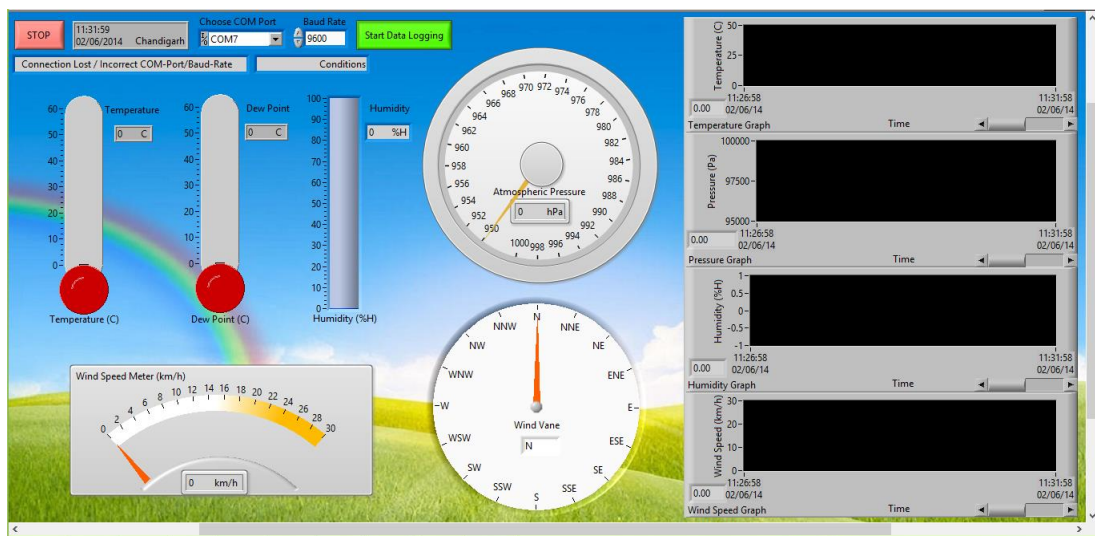 STOP
11:31:59
02/06/2014 Chandigarh
Choose COM Port
COM7
Baud Rate
9600
Start Data Logging
Connection Lost / Incorrect COM-Port/Baud-Rate
Conditions
Temperature
0 C
60
50
40
30
20
10
0
Temperature (C)
Dew Point
0 C
60
50
40
30
20
10
0
Dew Point (C)
Humidity
0 %H
100
90
80
70
60
50
40
30
20
10
0
Humidity (%H)
950
952
954
956
958
960
962
964
966
968
970
972
974
976
978
980
982
984
986
988
990
992
994
996
998
1000
Atmospheric Pressure
0 hPa
Wind Speed Meter (km/h)
0
2
4
6
8
10
12
14
16
18
20
22
24
26
28
30
0 km/h
N
NNE
NE
ENE
E
ESE
SE
SSE
S
SSW
SW
WSW
W
WNW
NW
NNW
Wind Vane
N
Temperature (C)
50
25
0
0.00
11:26:58
02/06/14
11:31:58
02/06/14
Temperature Graph
Time
Pressure (Pa)
100000
97500
95000
0.00
11:26:58
02/06/14
11:31:58
02/06/14
Pressure Graph
Time
Humidity (%H)
1
0.5
0
-0.5
-1
0.00
11:26:58
02/06/14
11:31:58
02/06/14
Humidity Graph
Time
Wind Speed (km/h)
30
20
10
0
0.00
11:26:58
02/06/14
11:31:58
02/06/14
Wind Speed Graph
Time